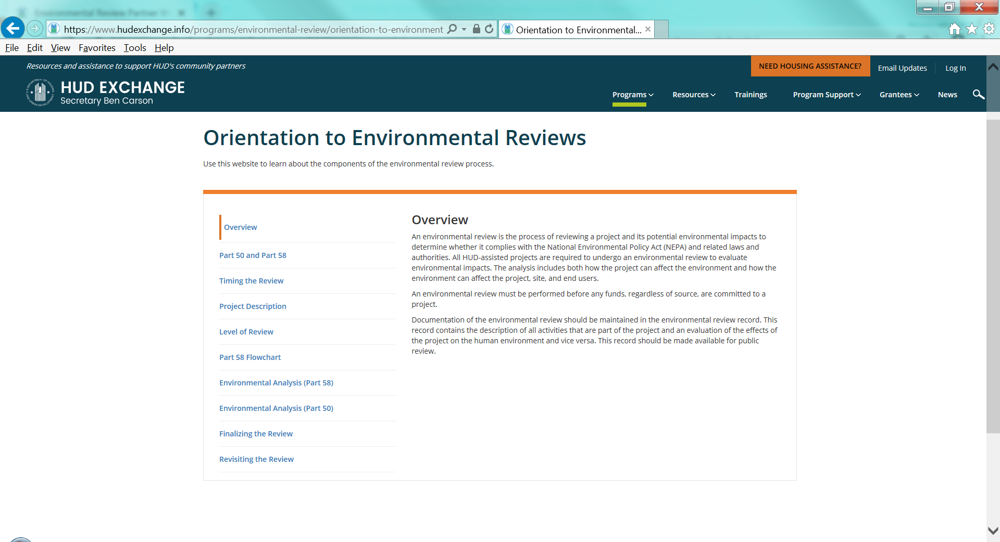 https://www.hudexchange.info/programs/environmental-review/orientation-to-environment
Orientation to Environmental...
File Edit View Favorites Tools Help
Resources and assistance to support HUD's community partners
NEED HOUSING ASSISTANCE?
Email Updates
Log In
HUD EXCHANGE
Secretary Ben Carson
Programs
Resources
Trainings
Program Support
Grantees
News
Orientation to Environmental Reviews
Use this website to learn about the components of the environmental review process.
Overview
Part 50 and Part 58
Timing the Review
Project Description
Level of Review
Part 58 Flowchart
Environmental Analysis (Part 58)
Environmental Analysis (Part 50)
Finalizing the Review
Revisiting the Review
Overview
An environmental review is the process of reviewing a project and its potential environmental impacts to
determine whether it complies with the National Environmental Policy Act (NEPA) and related laws and
authorities. All HUD-assisted projects are required to undergo an environmental review to evaluate
environmental impacts. The analysis includes both how the project can affect the environment and how the
environment can affect the project, site, and end users.
An environmental review must be performed before any funds, regardless of source, are committed to a
project.
Documentation of the environmental review should be maintained in the environmental review record. This
record contains the description of all activities that are part of the project and an evaluation of the effects of
the project on the human environment and vice versa. This record should be made available for public
review.